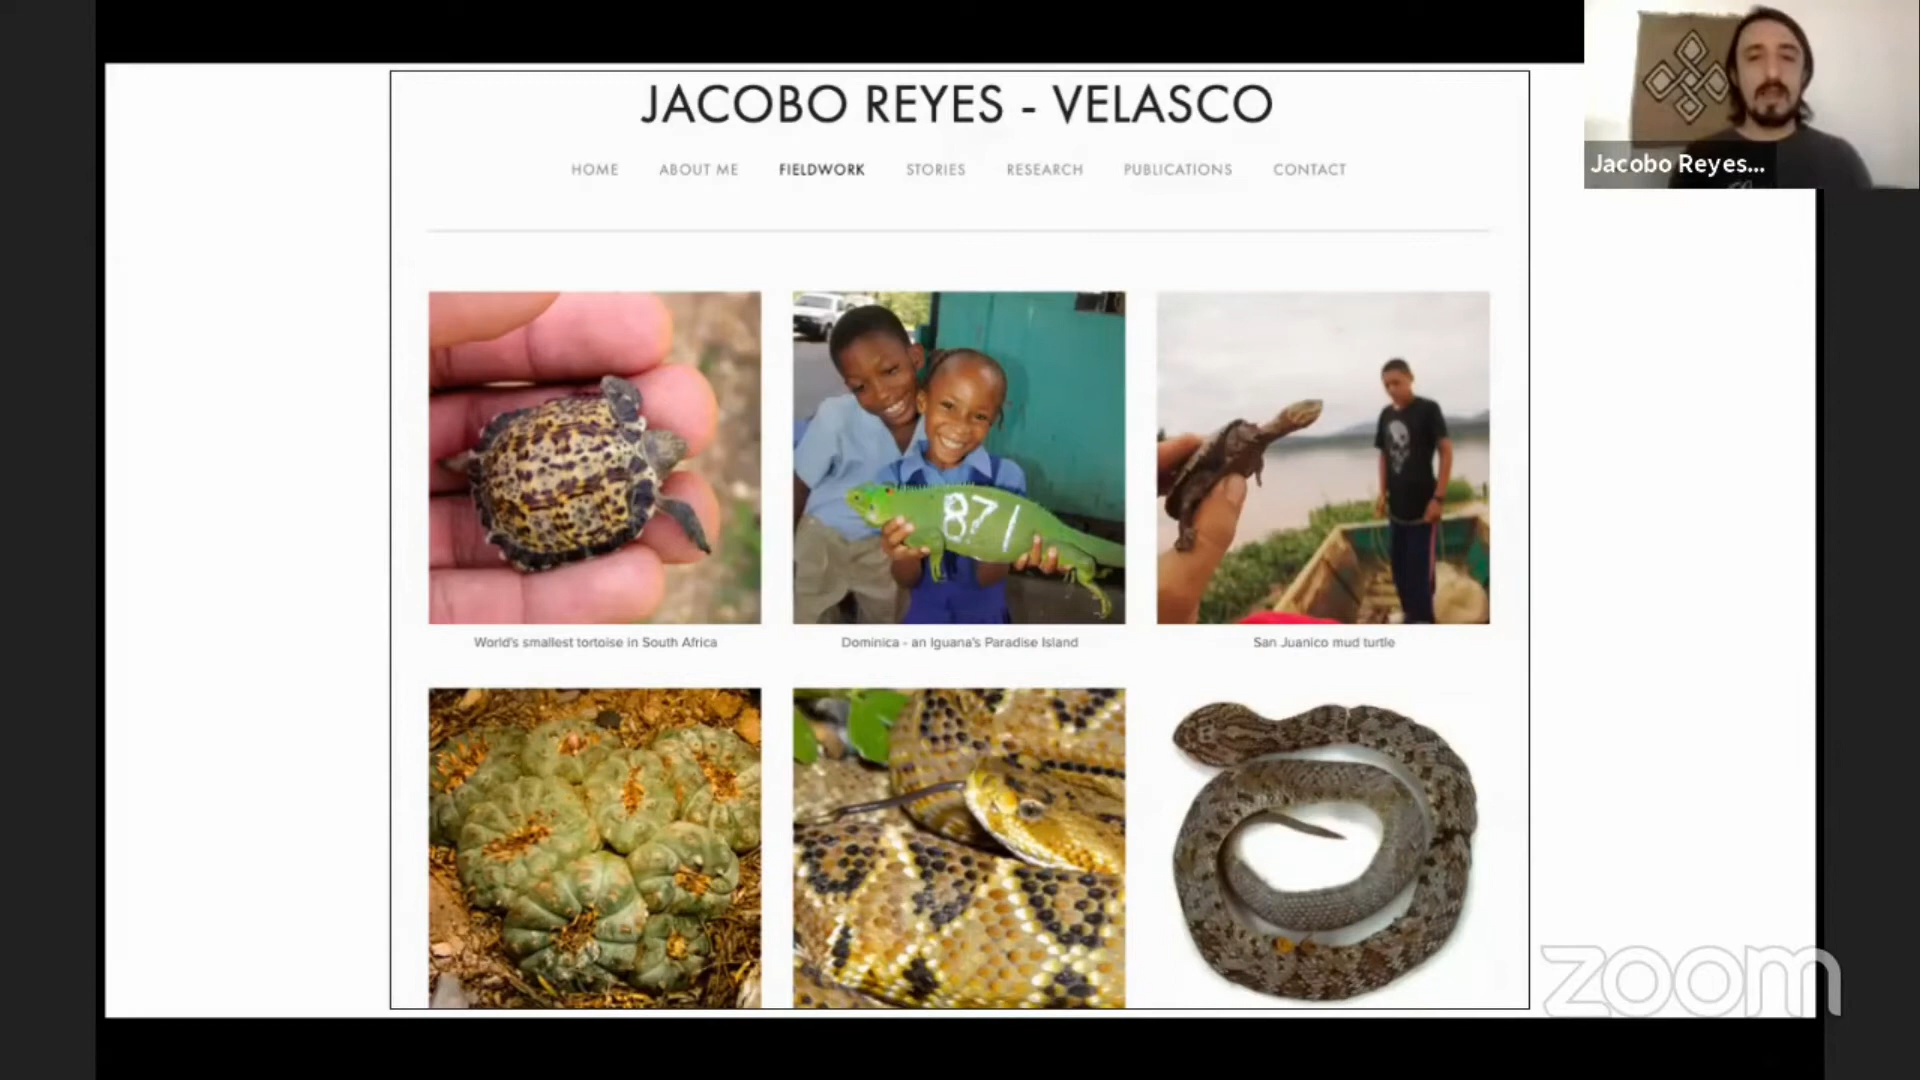 JACOBO REYES - VELASCO
HOME ABOUT ME FIELDWORK STORIES RESEARCH PUBLICATIONS CONTACT
Jacobo Reyes...
871
World's smallest tortoise in South Africa
Dominica - an Iguana's Paradise Island
San Juanico mud turtle
zoom